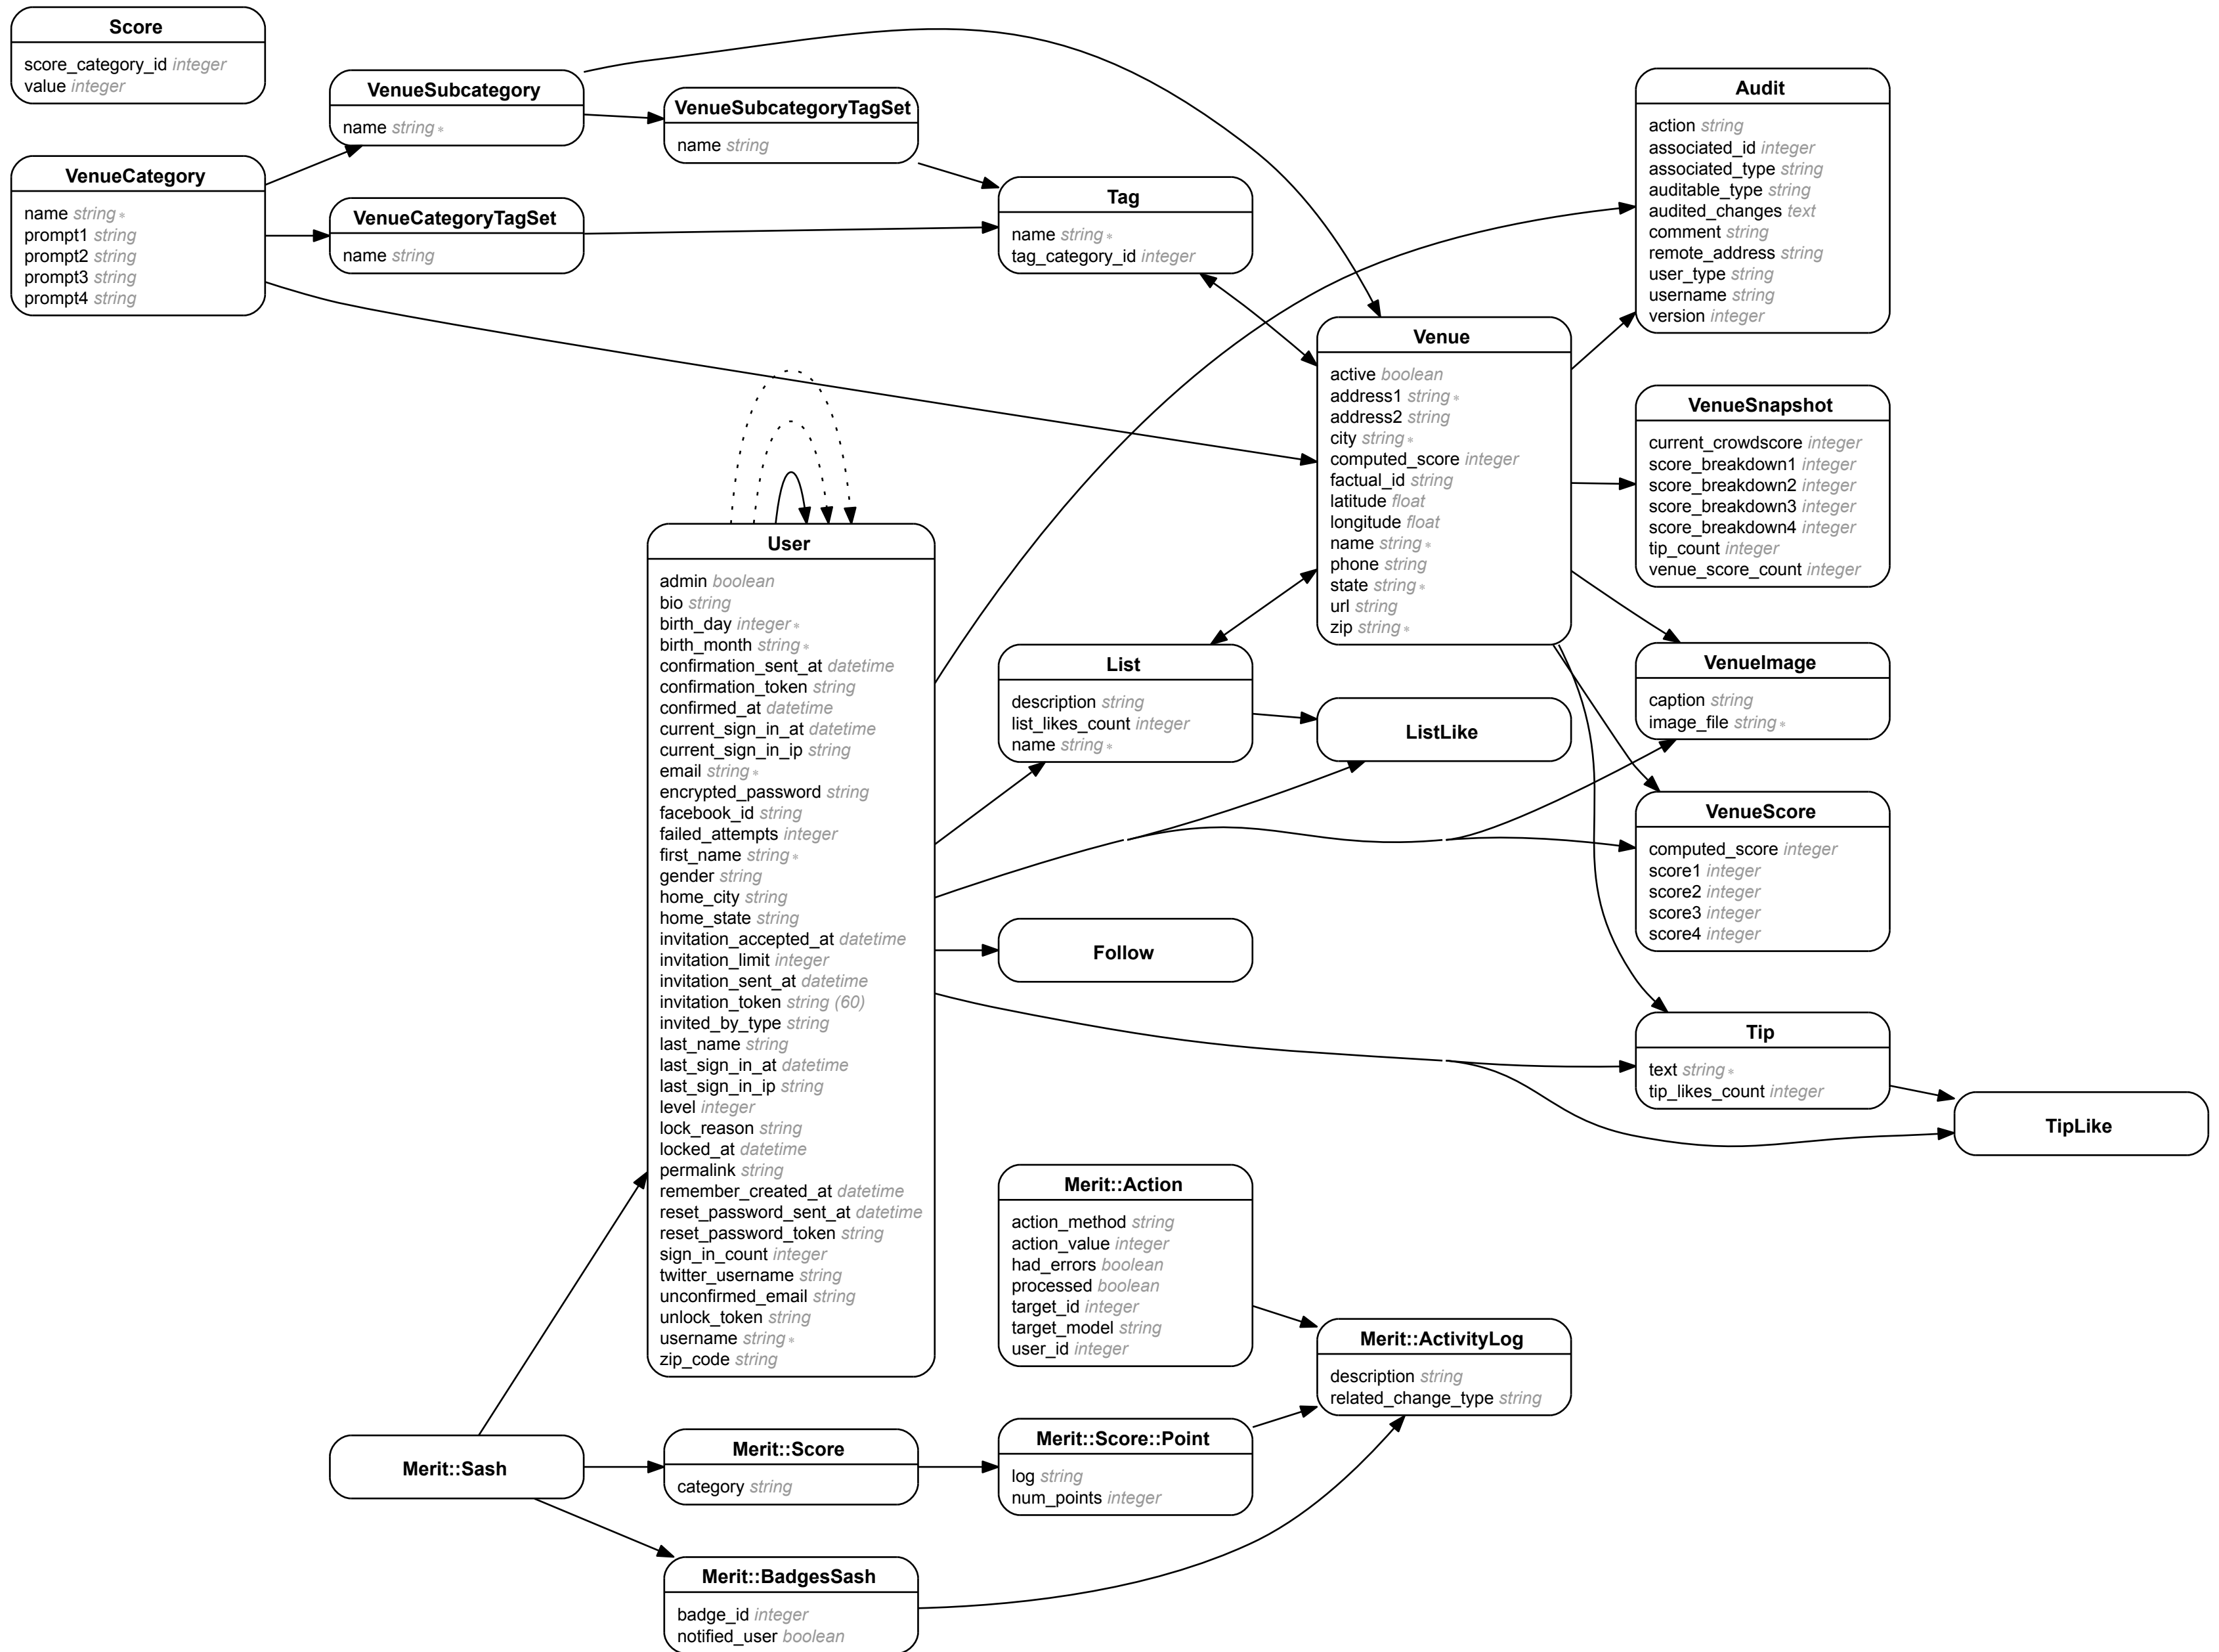 Score
score_category_id integer
value integer
VenueCategory
name string *
prompt1 string
prompt2 string
prompt3 string
prompt4 string
VenueSubcategory
name string *
VenueCategoryTagSet
name string
VenueSubcategoryTagSet
name string
Tag
name string *
tag_category_id integer
Venue
active boolean
address1 string *
address2 string
city string *
computed_score integer
factual_id string
latitude float
longitude float
name string *
phone string
state string *
url string
zip string *
Audit
action string
associated_id integer
associated_type string
auditable_type string
audited_changes text
comment string
remote_address string
user_type string
username string
version integer
VenueSnapshot
current_crowdscore integer
score_breakdown1 integer
score_breakdown2 integer
score_breakdown3 integer
score_breakdown4 integer
tip_count integer
venue_score_count integer
VenueImage
caption string
image_file string *
VenueScore
computed_score integer
score1 integer
score2 integer
score3 integer
score4 integer
Tip
text string *
tip_likes_count integer
TipLike
User
admin boolean
bio string
birth_day integer *
birth_month string *
confirmation_sent_at datetime
confirmation_token string
confirmed_at datetime
current_sign_in_at datetime
current_sign_in_ip string
email string *
encrypted_password string
facebook_id string
failed_attempts integer
first_name string *
gender string
home_city string
home_state string
invitation_accepted_at datetime
invitation_limit integer
invitation_sent_at datetime
invitation_token string (60)
invited_by_type string
last_name string
last_sign_in_at datetime
last_sign_in_ip string
level integer
lock_reason string
locked_at datetime
permalink string
remember_created_at datetime
reset_password_sent_at datetime
reset_password_token string
sign_in_count integer
twitter_username string
unconfirmed_email string
unlock_token string
username string *
zip_code string
List
description string
list_likes_count integer
name string *
ListLike
Follow
Merit::Action
action_method string
action_value integer
had_errors boolean
processed boolean
target_id integer
target_model string
user_id integer
Merit::ActivityLog
description string
related_change_type string
Merit::Sash
Merit::Score
category string
Merit::Score::Point
log string
num_points integer
Merit::BadgesSash
badge_id integer
notified_user boolean